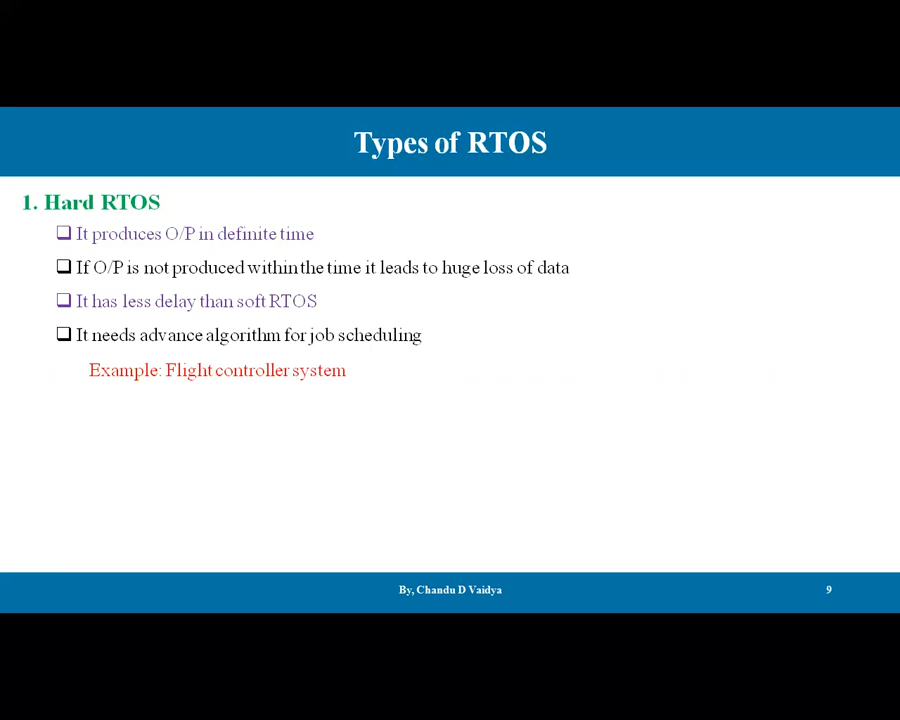 Types of RTOS
1. Hard RTOS
It produces O/P in definite time
If O/P is not produced within the time it leads to huge loss of data
It has less delay than soft RTOS
It needs advance algorithm for job scheduling
Example: Flight controller system
By, Chandu D Vaidya
9